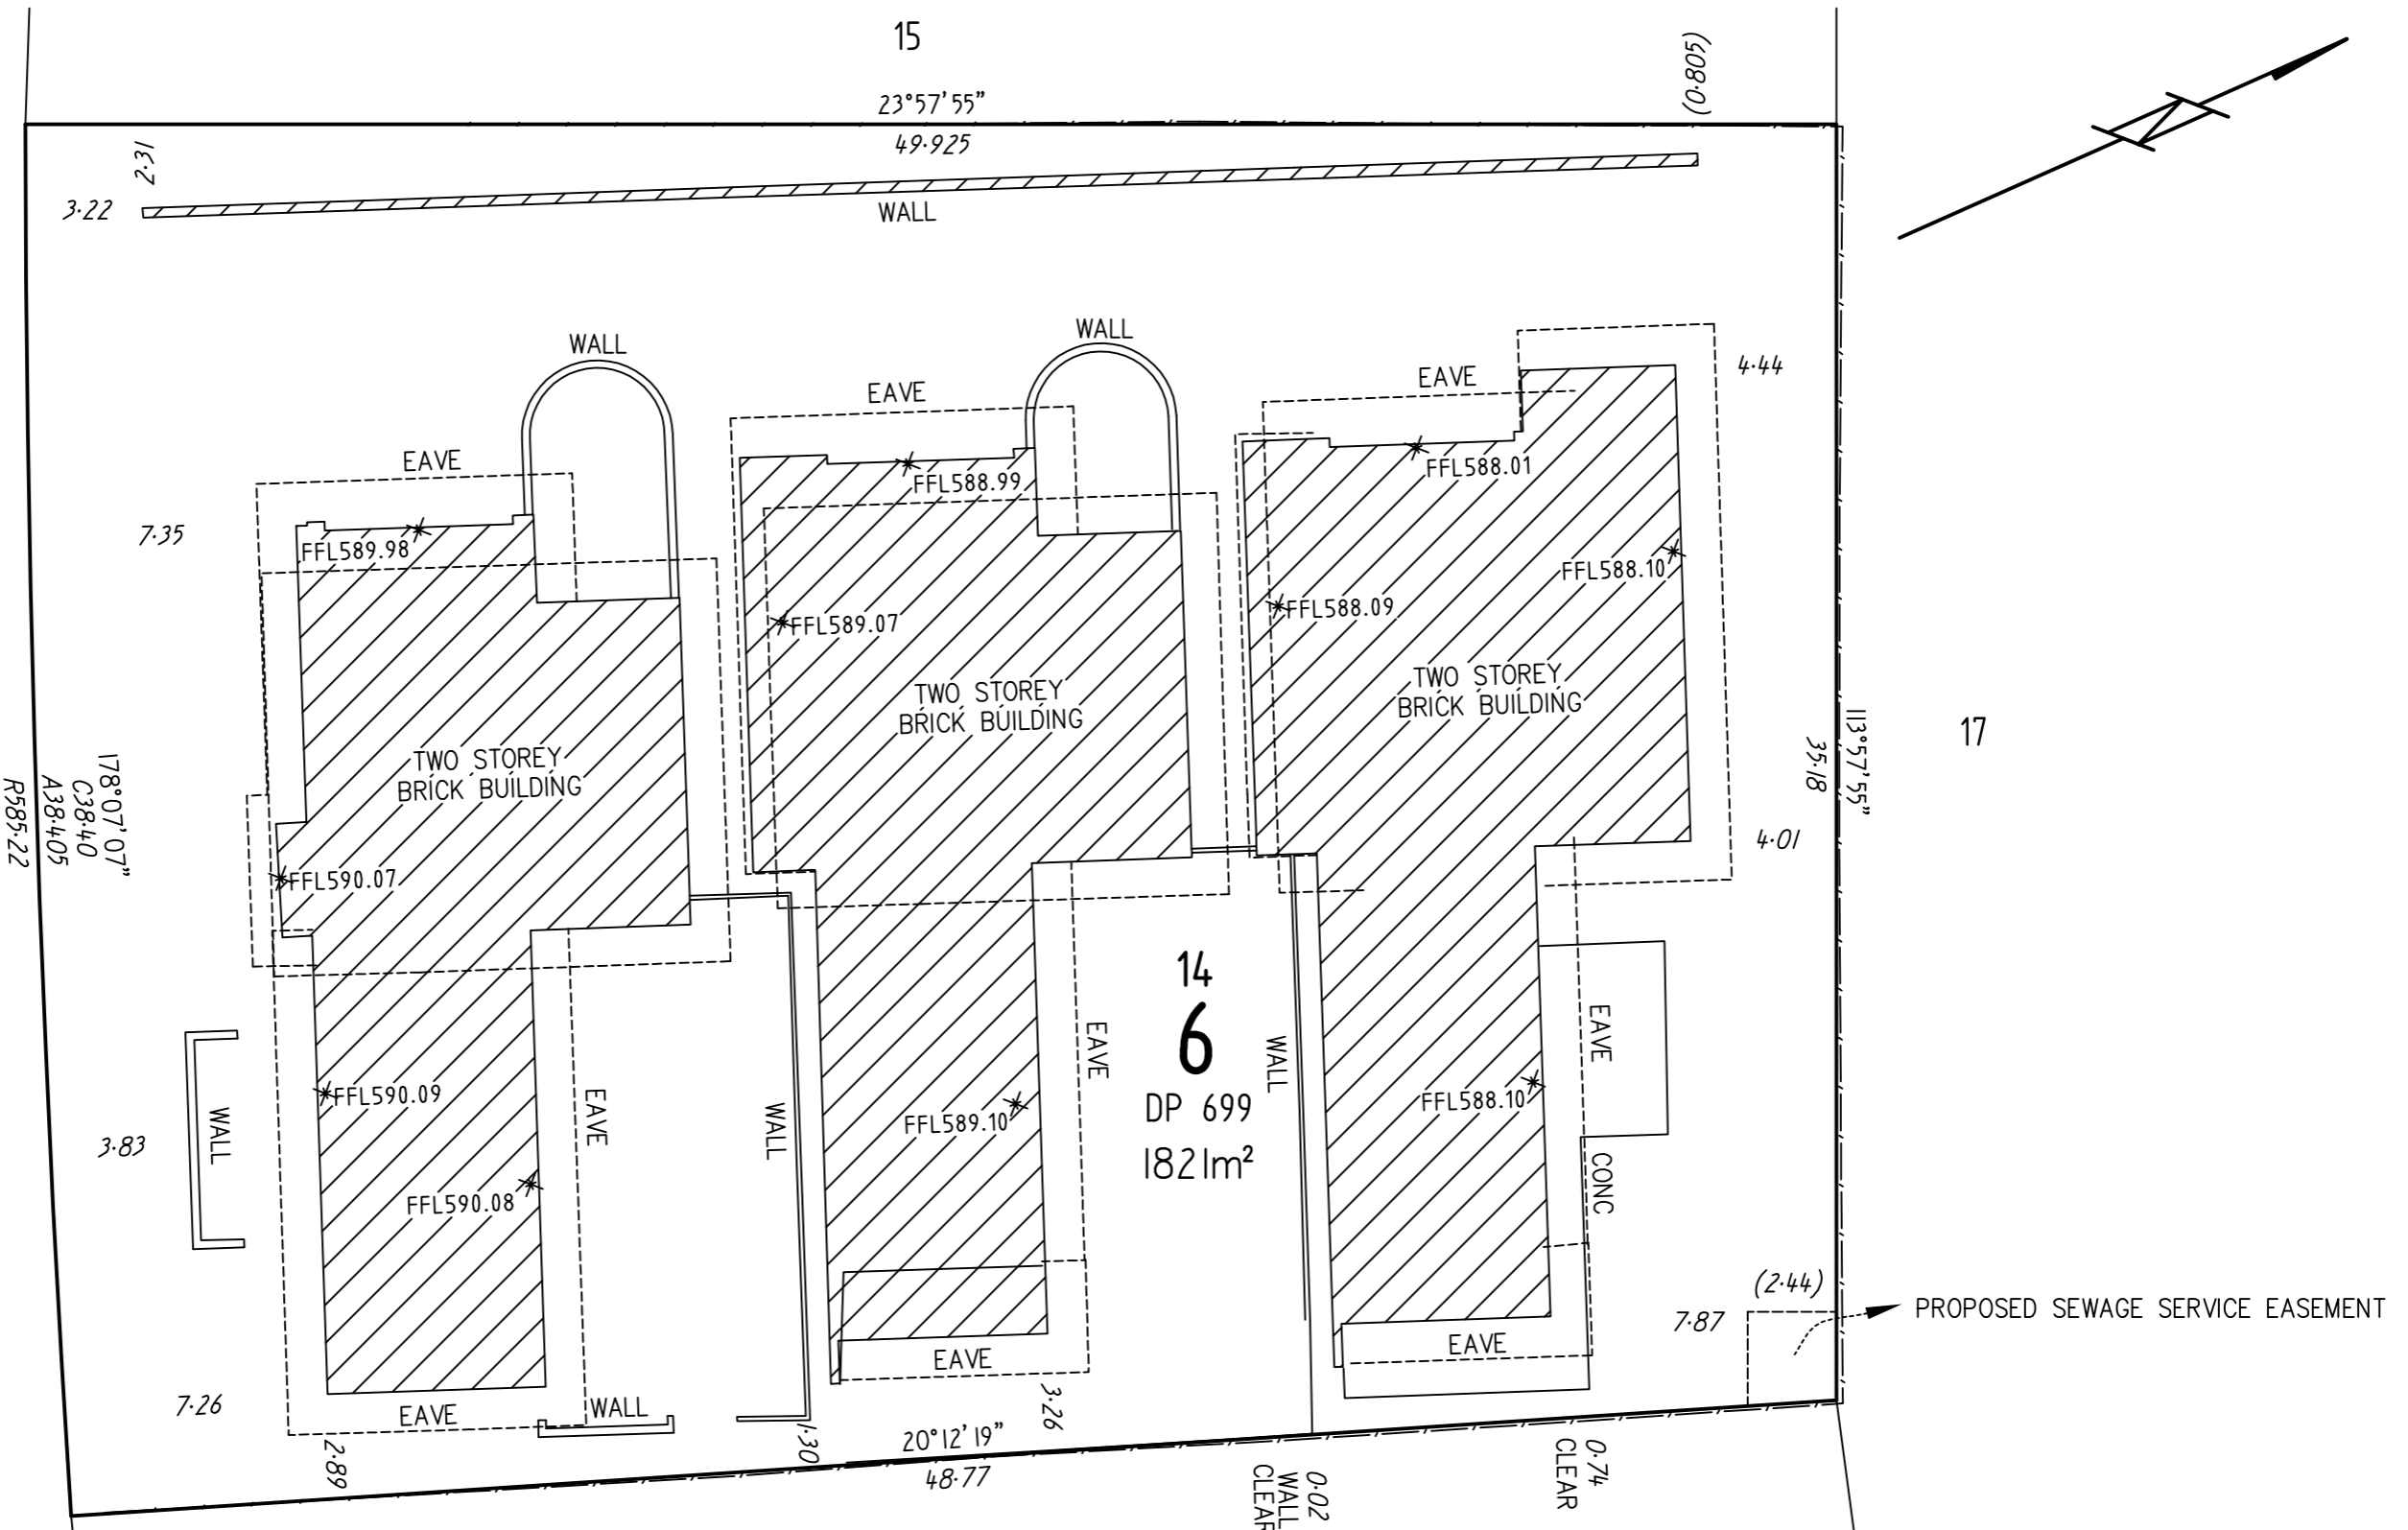 15
(0·805)
23°57'55"
49·925
2·31
3·22
WALL
WALL
WALL
EAVE
EAVE
4·44
EAVE
FFL588.01
FFL588.99
7·35
FFL589.98
FFL588.10
FFL588.09
FFL589.07
TWO STOREY
BRICK BUILDING
TWO STOREY
BRICK BUILDING
TWO STOREY
BRICK BUILDING
113°57'55"
35·18
17
178°07'07"
C38·40
A38·405
R585·22
4·01
FFL590.07
14
6
DP 699
1821m²
EAVE
EAVE
WALL
FFL590.09
FFL589.10
FFL588.10
EAVE
WALL
WALL
3·83
CONC
FFL590.08
(2·44)
7·87
PROPOSED SEWAGE SERVICE EASEMENT
EAVE
EAVE
7·26
EAVE
WALL
3·26
1·30
20°12'19"
48·77
2·89
0·74
CLEAR
0·02
WALL
CLEAR